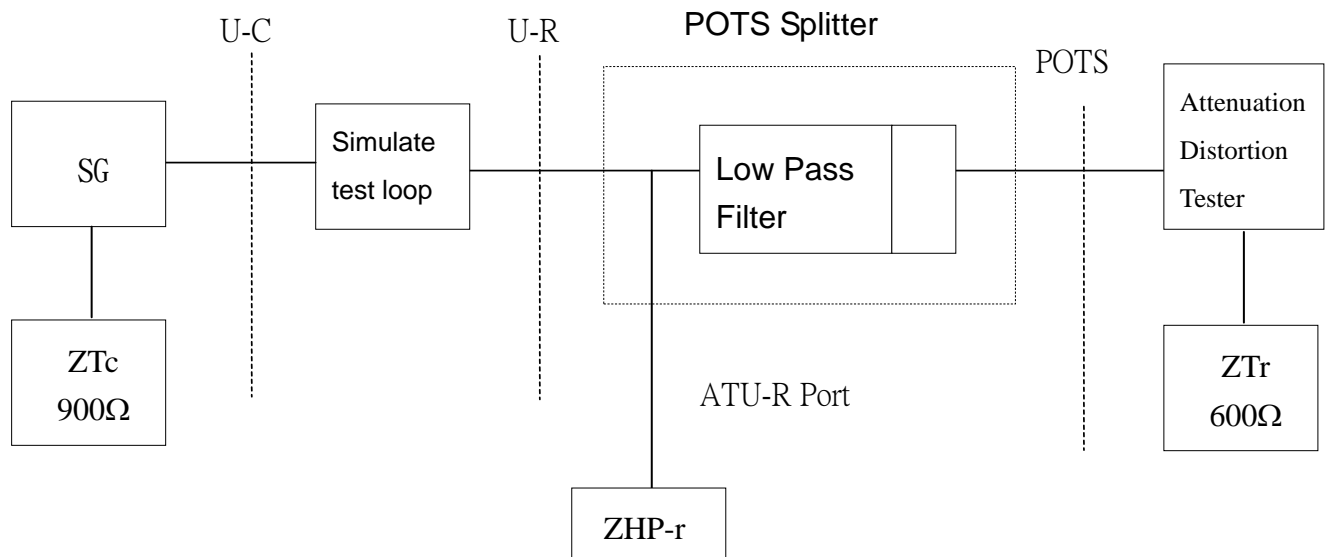 U-C
U-R
POTS Splitter
POTS
SG
Simulate
test loop
Low Pass
Filter
Attenuation
Distortion
Tester
ZTc
900Ω
ATU-R Port
ZTr
600Ω
ZHP-r